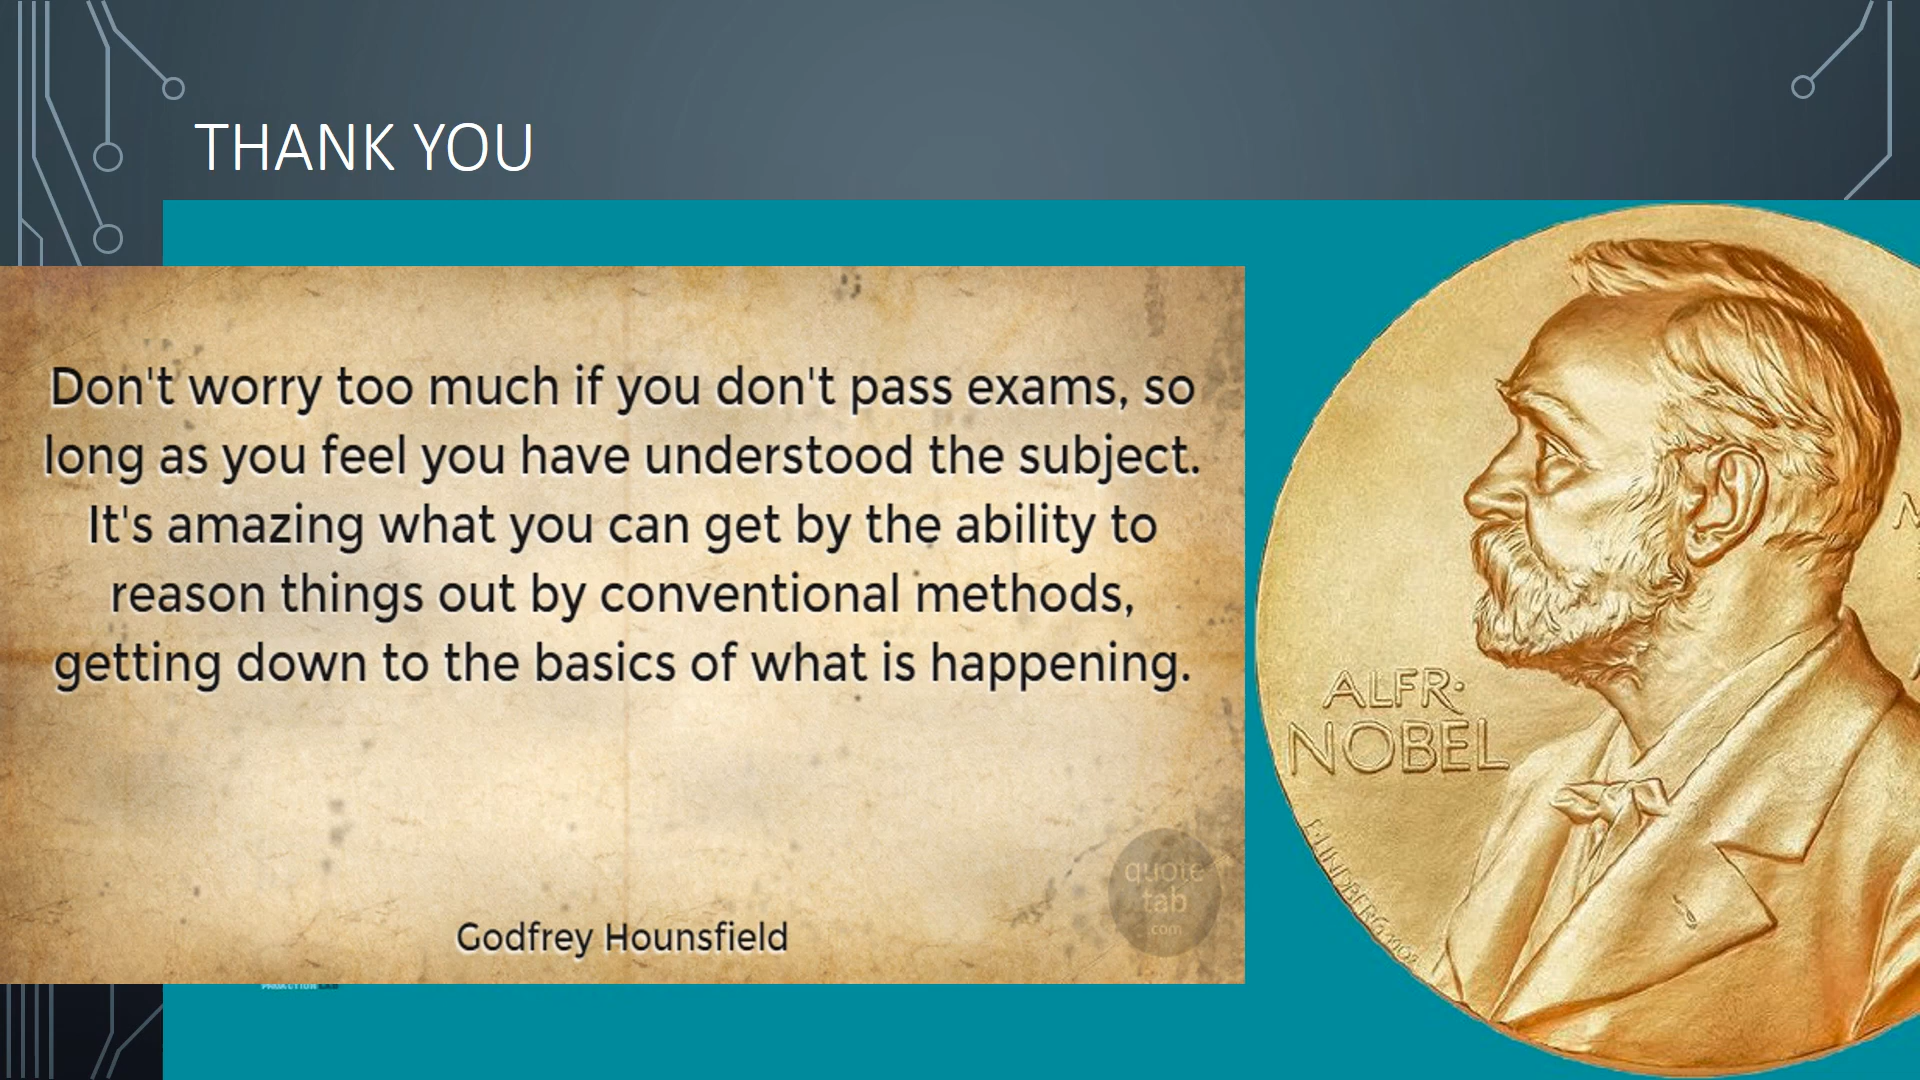 THANK YOU
Don't worry too much if you don't pass exams, so
long as you feel you have understood the subject.
It's amazing what you can get by the ability to
reason things out by conventional methods,
getting down to the basics of what is happening.
Godfrey Hounsfield
quote
tab
.com
ALFR·
NOBEL
E·LINDBERG